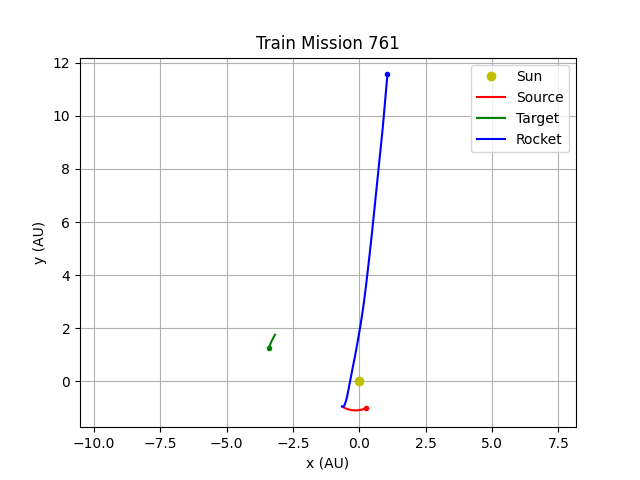 Train Mission 761
12
10
8
6
4
2
0
y (AU)
Sun
Source
Target
Rocket
−10.0 −7.5 −5.0 −2.5 0.0 2.5 5.0 7.5
x (AU)